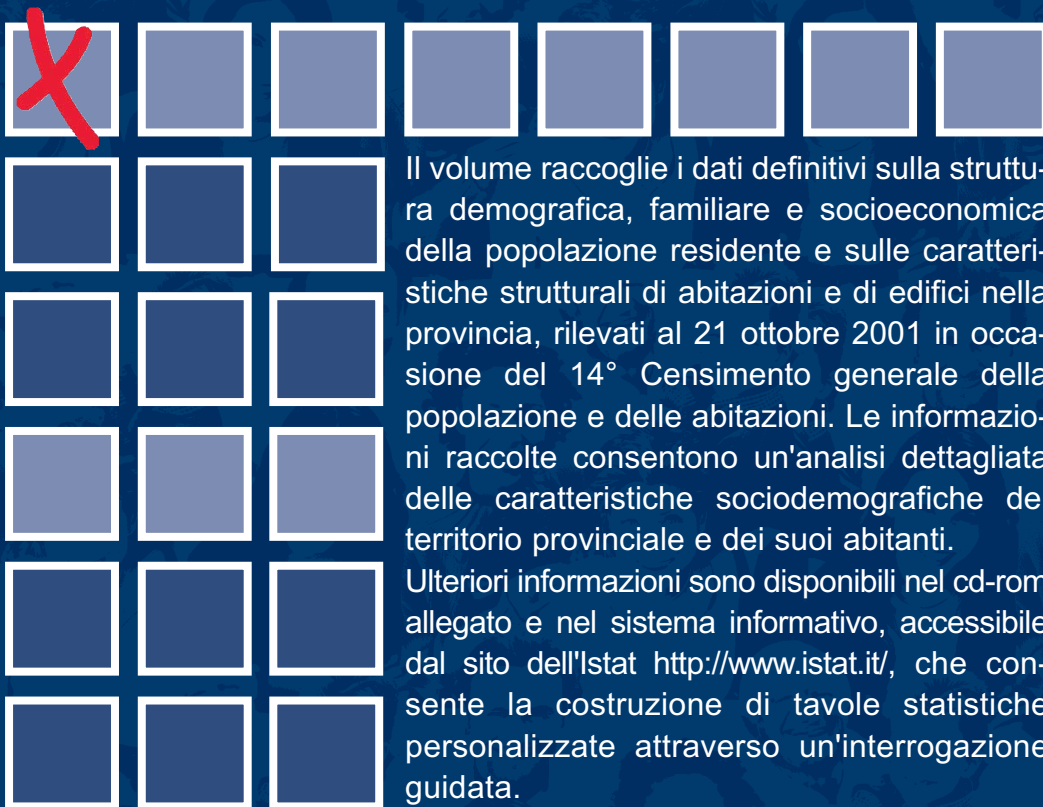 Il volume raccoglie i dati definitivi sulla struttu-
ra demografica, familiare e socioeconomica
della popolazione residente e sulle caratteri-
stiche strutturali di abitazioni e di edifici nella
provincia, rilevati al 21 ottobre 2001 in occa-
sione del 14° Censimento generale della
popolazione e delle abitazioni. Le informazio-
ni raccolte consentono un'analisi dettagliata
delle caratteristiche sociodemografiche del
territorio provinciale e dei suoi abitanti.
Ulteriori informazioni sono disponibili nel cd-rom
allegato e nel sistema informativo, accessibile
dal sito dell'Istat http://www.istat.it/, che con-
sente la costruzione di tavole statistiche
personalizzate attraverso un'interrogazione
guidata.